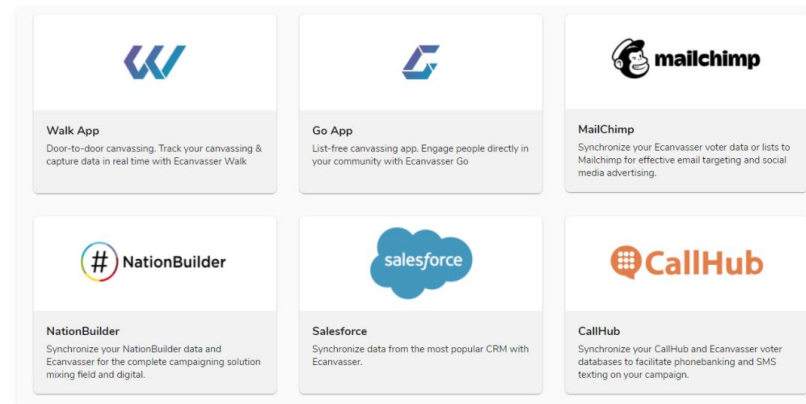 mailchimp
Walk App
Door-to-door canvassing. Track your canvassing &
capture data in real time with Ecanvasser Walk
Go App
List-free canvassing app. Engage people directly in
your community with Ecanvasser Go
MailChimp
Synchronize your Ecanvasser voter data or lists to
Mailchimp for effective email targeting and social
media advertising.
# NationBuilder
salesforce
CallHub
NationBuilder
Synchronize your NationBuilder data and
Ecanvasser for the complete campaigning solution
mixing field and digital.
Salesforce
Synchronize data from the most popular CRM with
Ecanvasser.
CallHub
Synchronize your CallHub and Ecanvasser voter
databases to facilitate phonebanking and SMS
texting on your campaign.